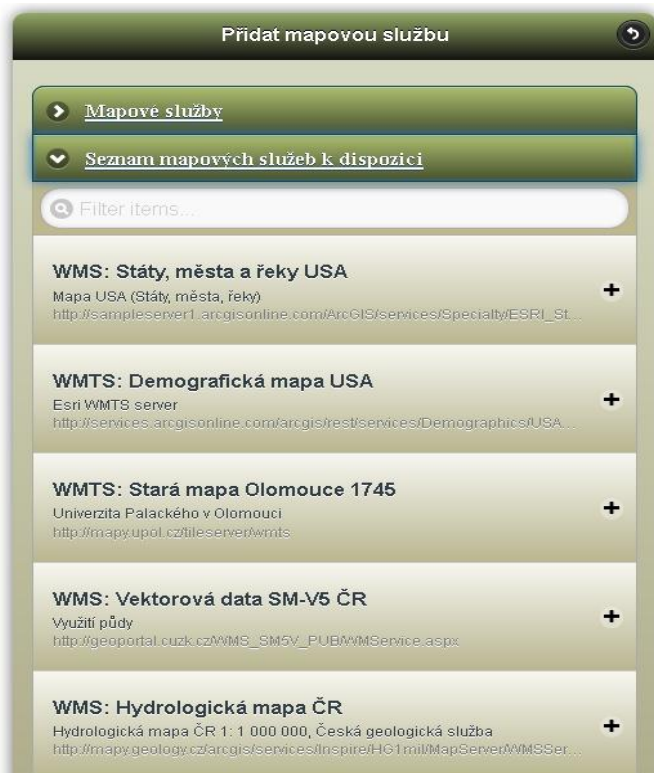 Přidat mapovou službu
Mapové služby
Seznam mapových služeb k dispozici
Filter items...
WMS: Státy, města a řeky USA
Mapa USA (Státy, města, řeky)
http://sampleserver1.arcgisonline.com/ArcGIS/services/Specialty/ESRI_St...
WMTS: Demografická mapa USA
Esri WMTS server
http://services.arcgisonline.com/arcgis/rest/services/Demographics/USA...
WMTS: Stará mapa Olomouce 1745
Univerzita Palackého v Olomouci
http://mapy.upol.cz/tileserver/wmts
WMS: Vektorová data SM-V5 ČR
Využití půdy
http://geoportal.cuzk.cz/WMS_SM5V_PUB/WMService.aspx
WMS: Hydrologická mapa ČR
Hydrologická mapa ČR 1: 1 000 000, Česká geologická služba
http://mapy.geology.cz/arcgis/services/Inspire/HG1mil/MapServer/WMSSer...